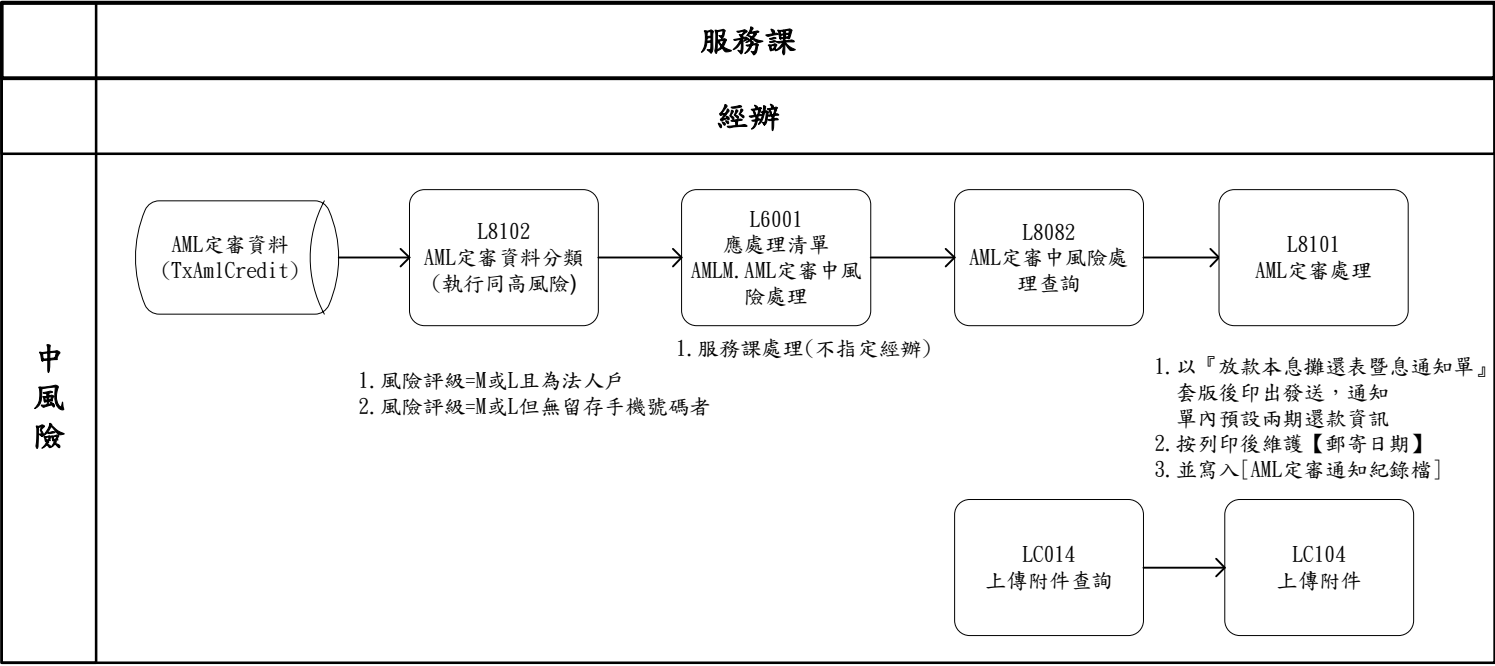 服務課
經辦
中
風
險
AML定審資料
(TxAmlCredit)
L8102
AML定審資料分類
(執行同高風險)
L6001
應處理清單
AMLM.AML定審中風
險處理
L8082
AML定審中風險處
理查詢
L8101
AML定審處理
1.風險評級=M或L且為法人戶
2.風險評級=M或L但無留存手機號碼者
1.服務課處理(不指定經辦)
1.以『放款本息攤還表暨息通知單』
套版後印出發送，通知
單內預設兩期還款資訊
2.按列印後維護【郵寄日期】
3.並寫入[AML定審通知紀錄檔]
LC014
上傳附件查詢
LC104
上傳附件